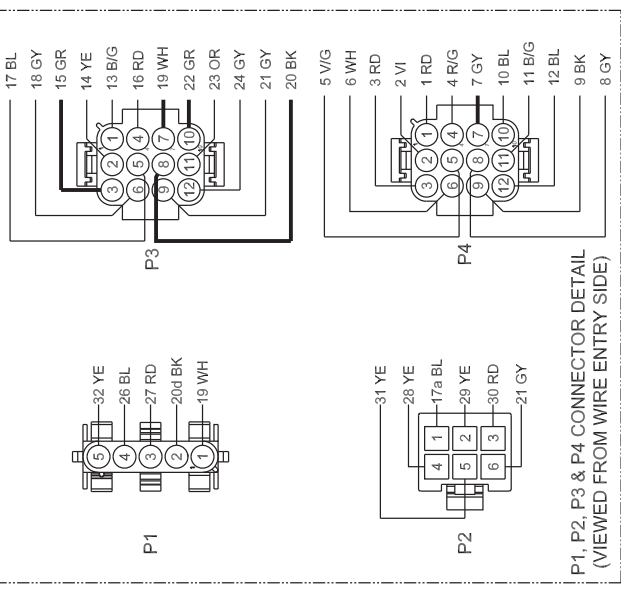 17 BL
18 GY
15 GR
14 YE
13 B/G
16 RD
19 WH
22 GR
23 OR
24 GY
21 GY
20 BK
1
4
7
10
2
5
8
11
3
6
9
12
P3
5 V/G
6 WH
3 RD
2 VI
1 RD
4 R/G
7 GY
10 BL
11 B/G
12 BL
9 BK
8 GY
1
4
7
10
2
5
8
11
3
6
9
12
P4
32 YE
26 BL
27 RD
20d BK
19 WH
5
4
3
2
1
P1
31 YE
28 YE
17a BL
29 YE
30 RD
21 GY
1
2
3
4
5
6
P2
P1, P2, P3 & P4 CONNECTOR DETAIL
(VIEWED FROM WIRE ENTRY SIDE)